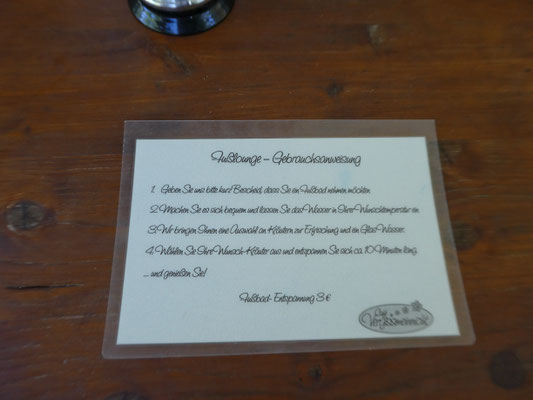 Fußlounge – Gebrauchsanweisung
1. Geben Sie uns bitte kurz Bescheid, dass Sie ein Fußbad nehmen möchten.
2. Machen Sie es sich bequem und lassen Sie das Wasser in Ihrer Wunschtemperatur ein.
3. Wir bringen Ihnen eine Auswahl an Kräutern zur Erfrischung und ein Glas Wasser.
4. Wählen Sie Ihre Wunsch-Kräuter aus und entspannen Sie sich ca. 10 Minuten lang.
... und genießen Sie!
Fußbad- Entspannung 3 €
Café
Vergissmeinnicht